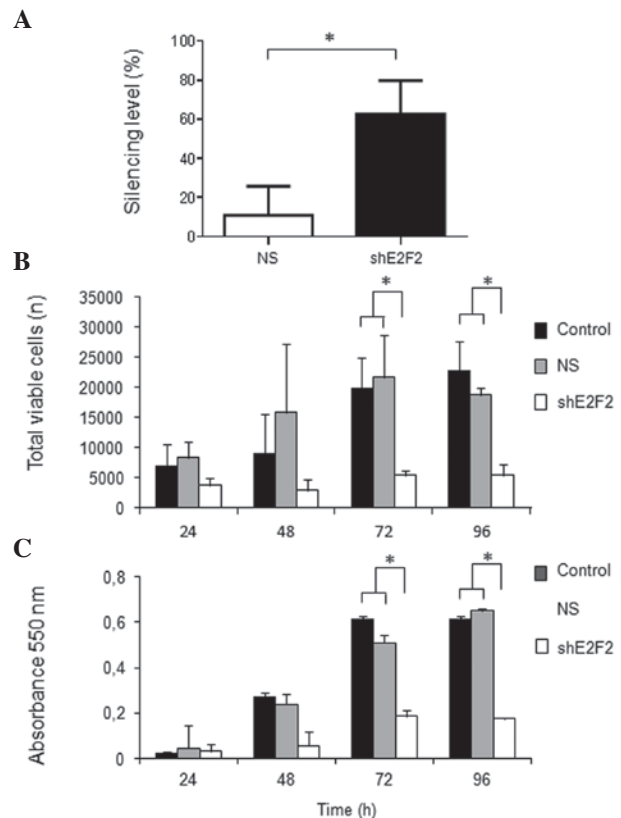 A
Silencing level (%)
100
80
60
40
20
0
*
NS
shE2F2
B
Total viable cells (n)
35000
30000
25000
20000
15000
10000
5000
0
*
*
Control
NS
shE2F2
24
48
72
96
C
Absorbance 550 nm
0,8
0,6
0,4
0,2
0
*
*
Control
NS
shE2F2
24
48
72
96
Time (h)